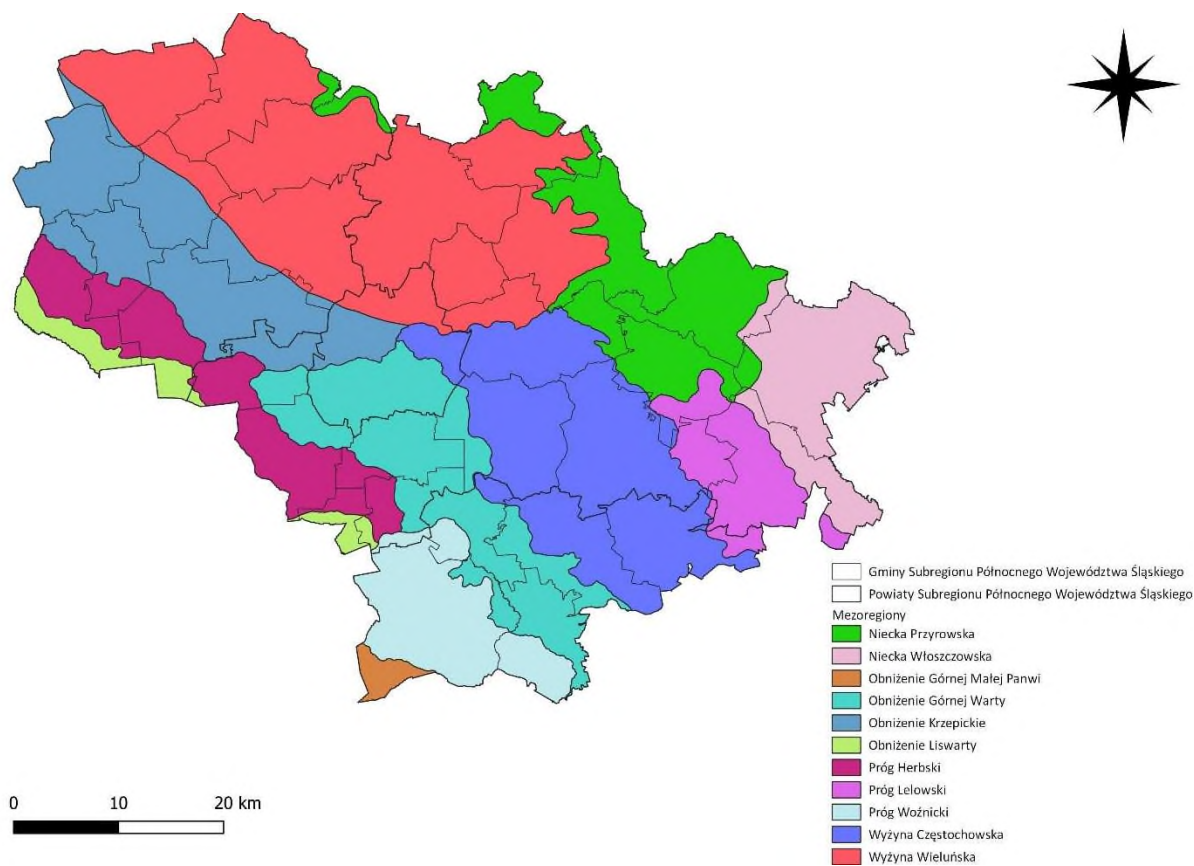 Gminy Subregionu Północnego Województwa Śląskiego
Powiaty Subregionu Północnego Województwa Śląskiego
Mezoregiony
Niecka Przyrowska
Niecka Włoszczowska
Obniżenie Górnej Małej Panwi
Obniżenie Górnej Warty
Obniżenie Krzepickie
Obniżenie Liswarty
Próg Herbski
Próg Lelowski
Próg Woźnicki
Wyżyna Częstochowska
Wyżyna Wieluńska
0 10 20 km